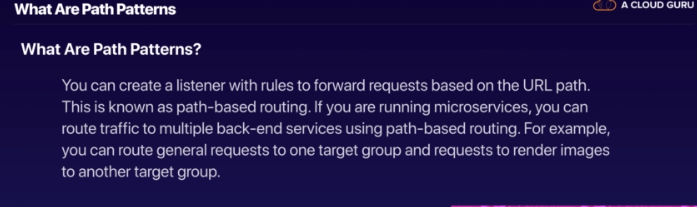 What Are Path Patterns
A CLOUD GURU
What Are Path Patterns?
You can create a listener with rules to forward requests based on the URL path.
This is known as path-based routing. If you are running microservices, you can
route traffic to multiple back-end services using path-based routing. For example,
you can route general requests to one target group and requests to render images
to another target group.